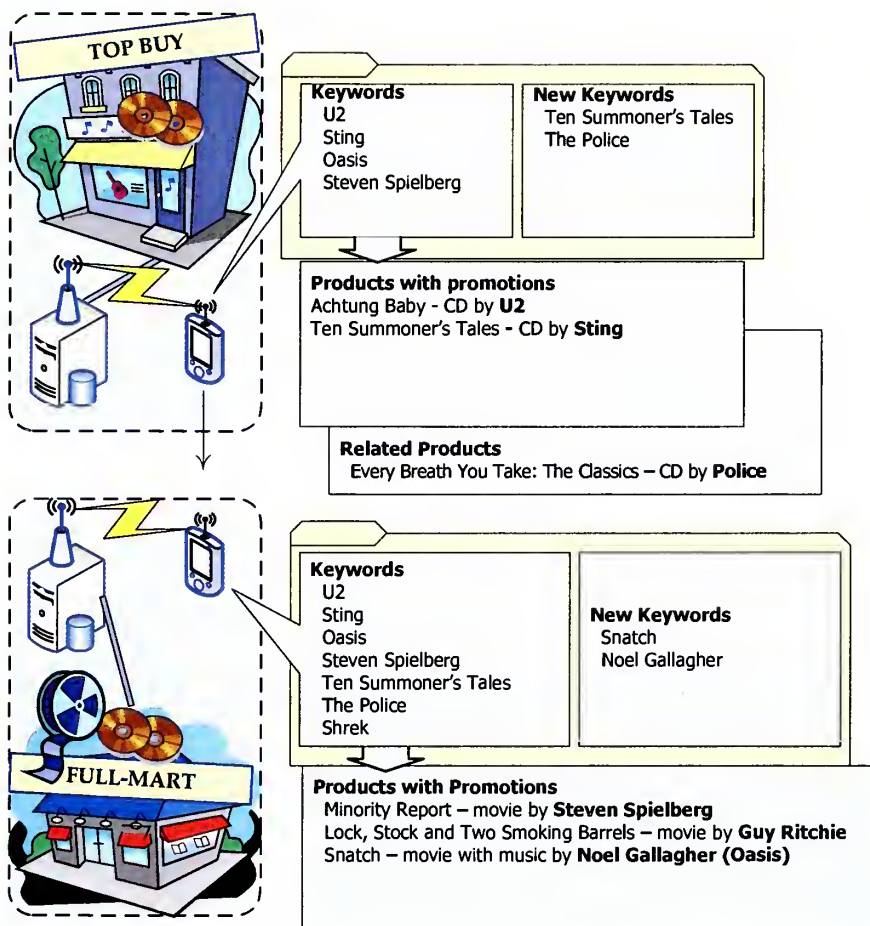 TOP BUY
Keywords
U2
Sting
Oasis
Steven Spielberg
New Keywords
Ten Summoner's Tales
The Police
Products with promotions
Achtung Baby - CD by U2
Ten Summoner's Tales - CD by Sting
Related Products
Every Breath You Take: The Classics – CD by Police
Keywords
U2
Sting
Oasis
Steven Spielberg
Ten Summoner's Tales
The Police
Shrek
New Keywords
Snatch
Noel Gallagher
FULL-MART
Products with Promotions
Minority Report – movie by Steven Spielberg
Lock, Stock and Two Smoking Barrels – movie by Guy Ritchie
Snatch – movie with music by Noel Gallagher (Oasis)